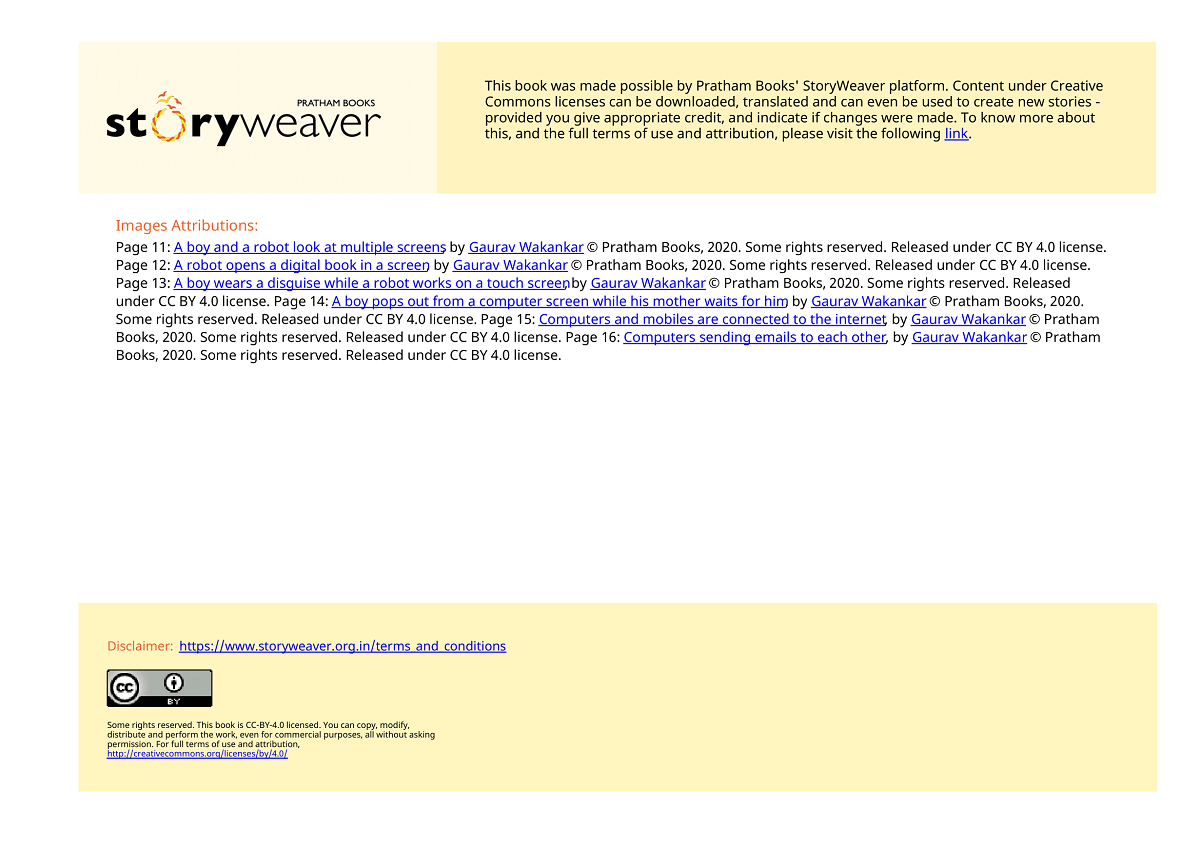 PRATHAM BOOKS
storyweaver
This book was made possible by Pratham Books' StoryWeaver platform. Content under Creative
Commons licenses can be downloaded, translated and can even be used to create new stories -
provided you give appropriate credit, and indicate if changes were made. To know more about
this, and the full terms of use and attribution, please visit the following link.
Images Attributions:
Page 11: A boy and a robot look at multiple screens, by Gaurav Wakankar © Pratham Books, 2020. Some rights reserved. Released under CC BY 4.0 license.
Page 12: A robot opens a digital book in a screen, by Gaurav Wakankar © Pratham Books, 2020. Some rights reserved. Released under CC BY 4.0 license.
Page 13: A boy wears a disguise while a robot works on a touch screen, by Gaurav Wakankar © Pratham Books, 2020. Some rights reserved. Released
under CC BY 4.0 license. Page 14: A boy pops out from a computer screen while his mother waits for him, by Gaurav Wakankar © Pratham Books, 2020.
Some rights reserved. Released under CC BY 4.0 license. Page 15: Computers and mobiles are connected to the internet, by Gaurav Wakankar © Pratham
Books, 2020. Some rights reserved. Released under CC BY 4.0 license. Page 16: Computers sending emails to each other, by Gaurav Wakankar © Pratham
Books, 2020. Some rights reserved. Released under CC BY 4.0 license.
Disclaimer: https://www.storyweaver.org.in/terms_and_conditions
cc BY
Some rights reserved. This book is CC-BY-4.0 licensed. You can copy, modify,
distribute and perform the work, even for commercial purposes, all without asking
permission. For full terms of use and attribution,
http://creativecommons.org/licenses/by/4.0/